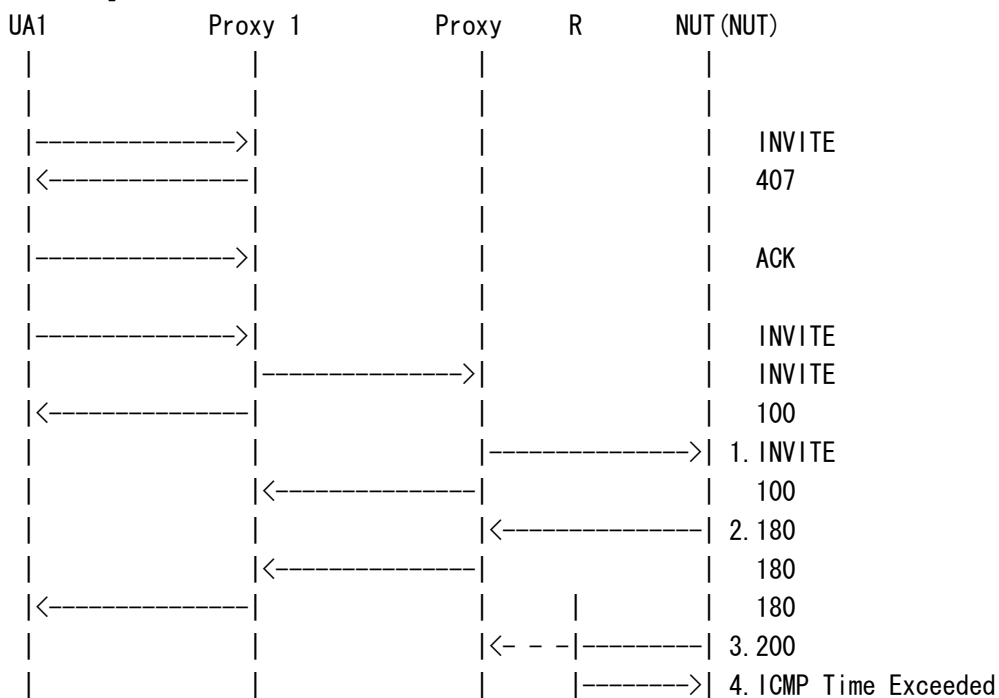 UA1 Proxy 1 Proxy R NUT(NUT)
| | | |
| | | |
|--------------->| | | INVITE
|<---------------| | | 407
| | | |
|--------------->| | | ACK
| | | |
|--------------->| | | INVITE
| |--------------->| | INVITE
|<---------------| | | 100
| | |--------------->| 1.INVITE
| |<---------------| | 100
| | |<---------------| 2.180
| |<---------------| | 180
|<---------------| | | | 180
| | |<- - -|---------| 3.200
| | | |-------->| 4.ICMP Time Exceeded